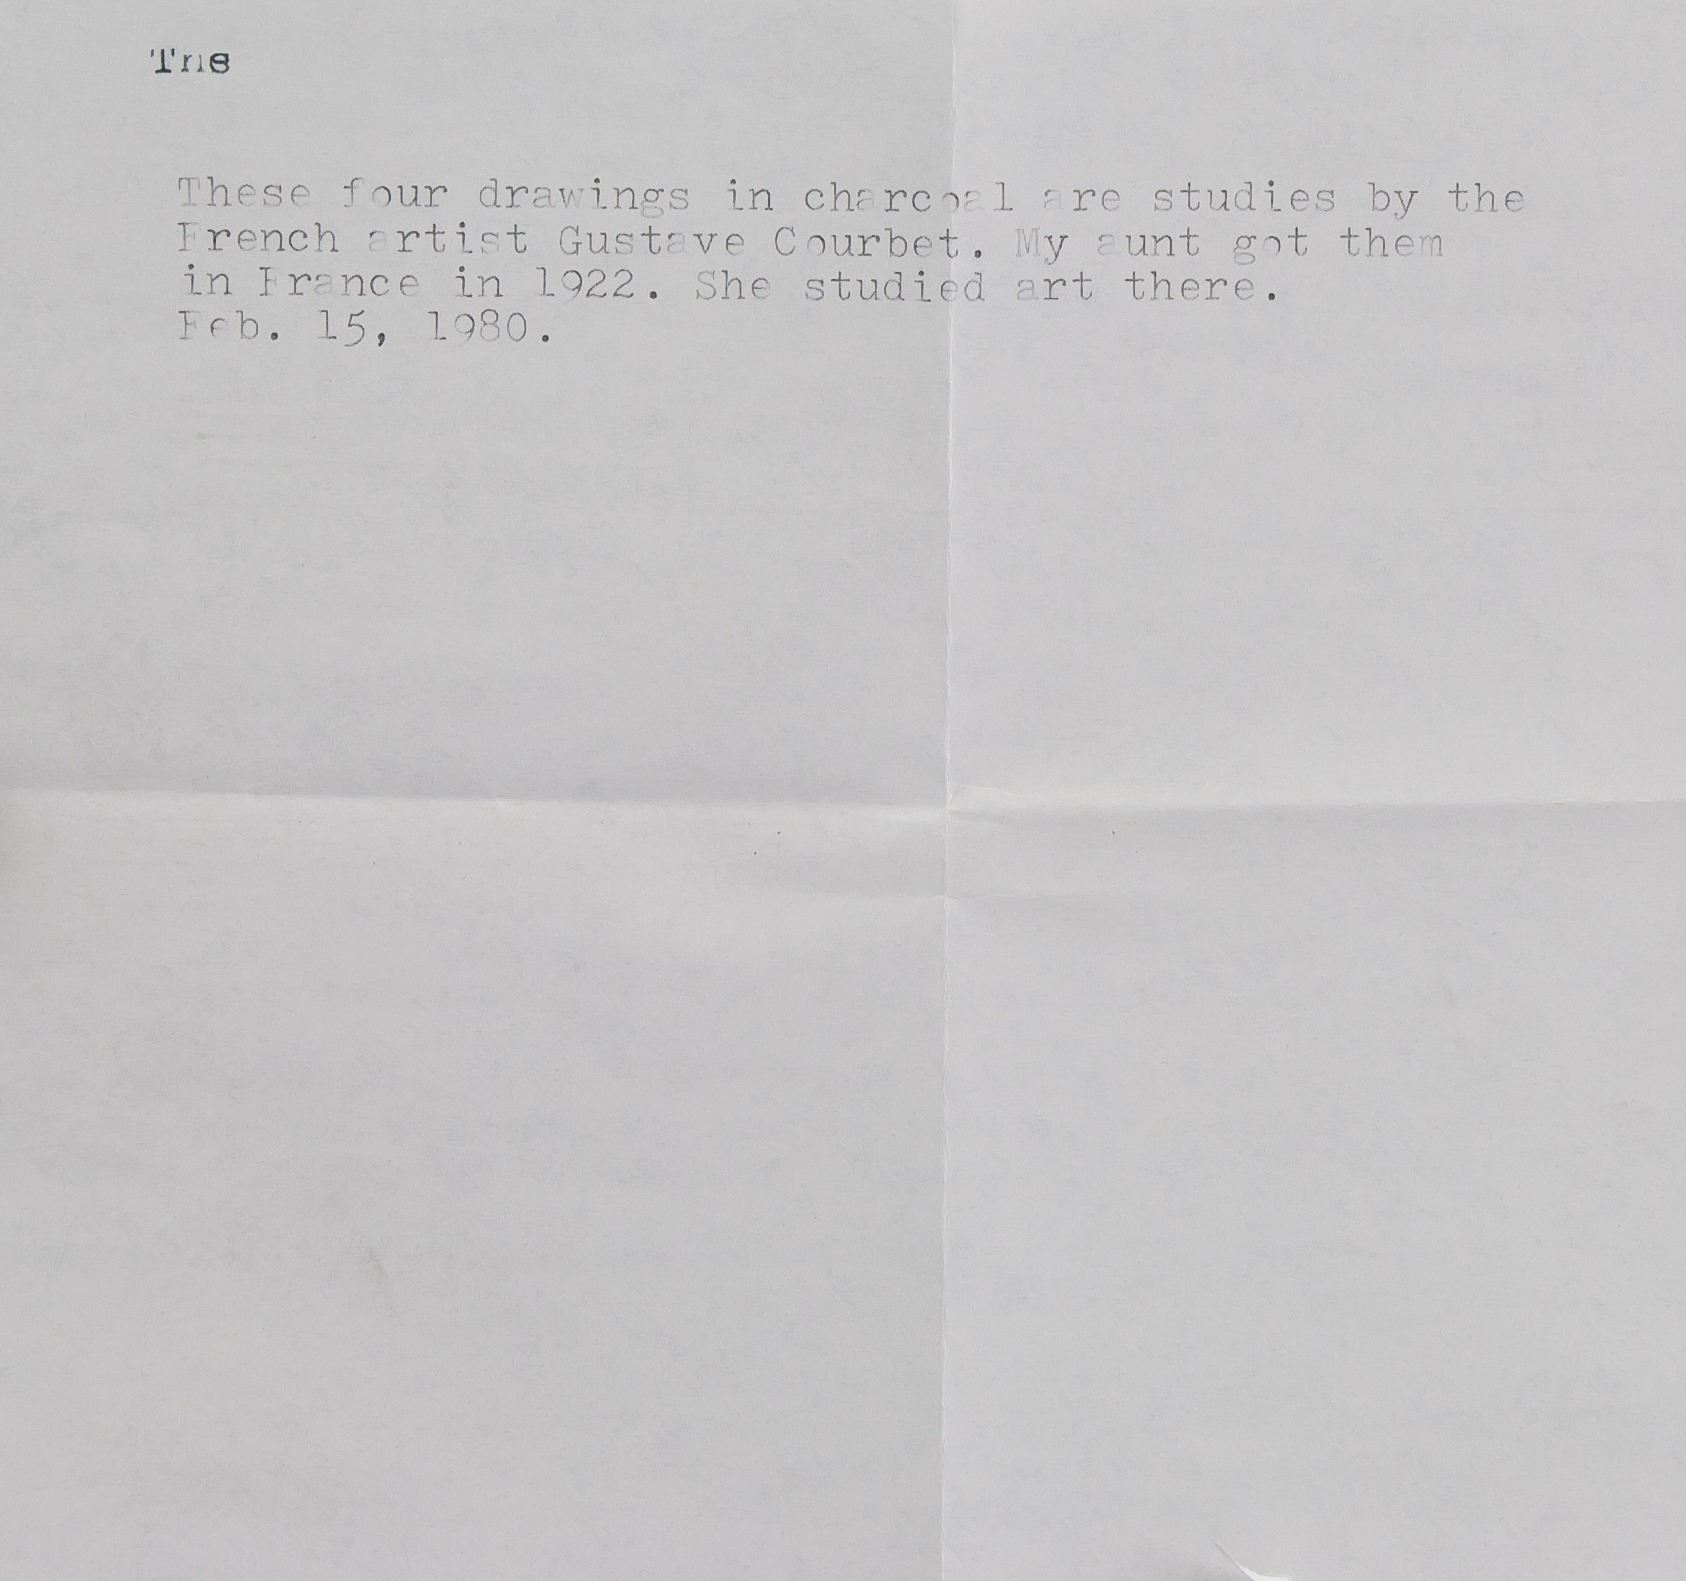 The
These four drawings in charcoal are studies by the
French artist Gustave Courbet. My aunt got them
in France in 1922. She studied art there.
Feb. 15, 1980.